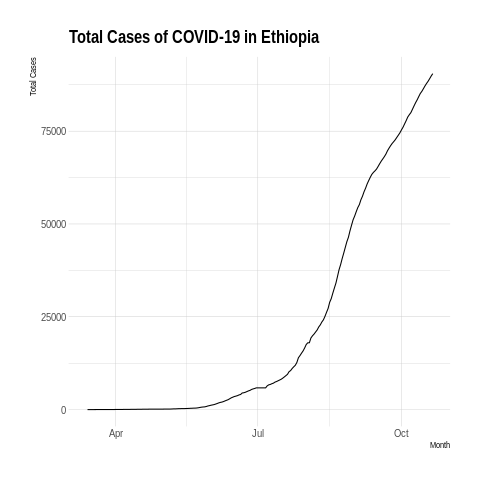 Total Cases of COVID-19 in Ethiopia
Total Cases
75000
50000
25000
0
Apr Jul Oct
Month